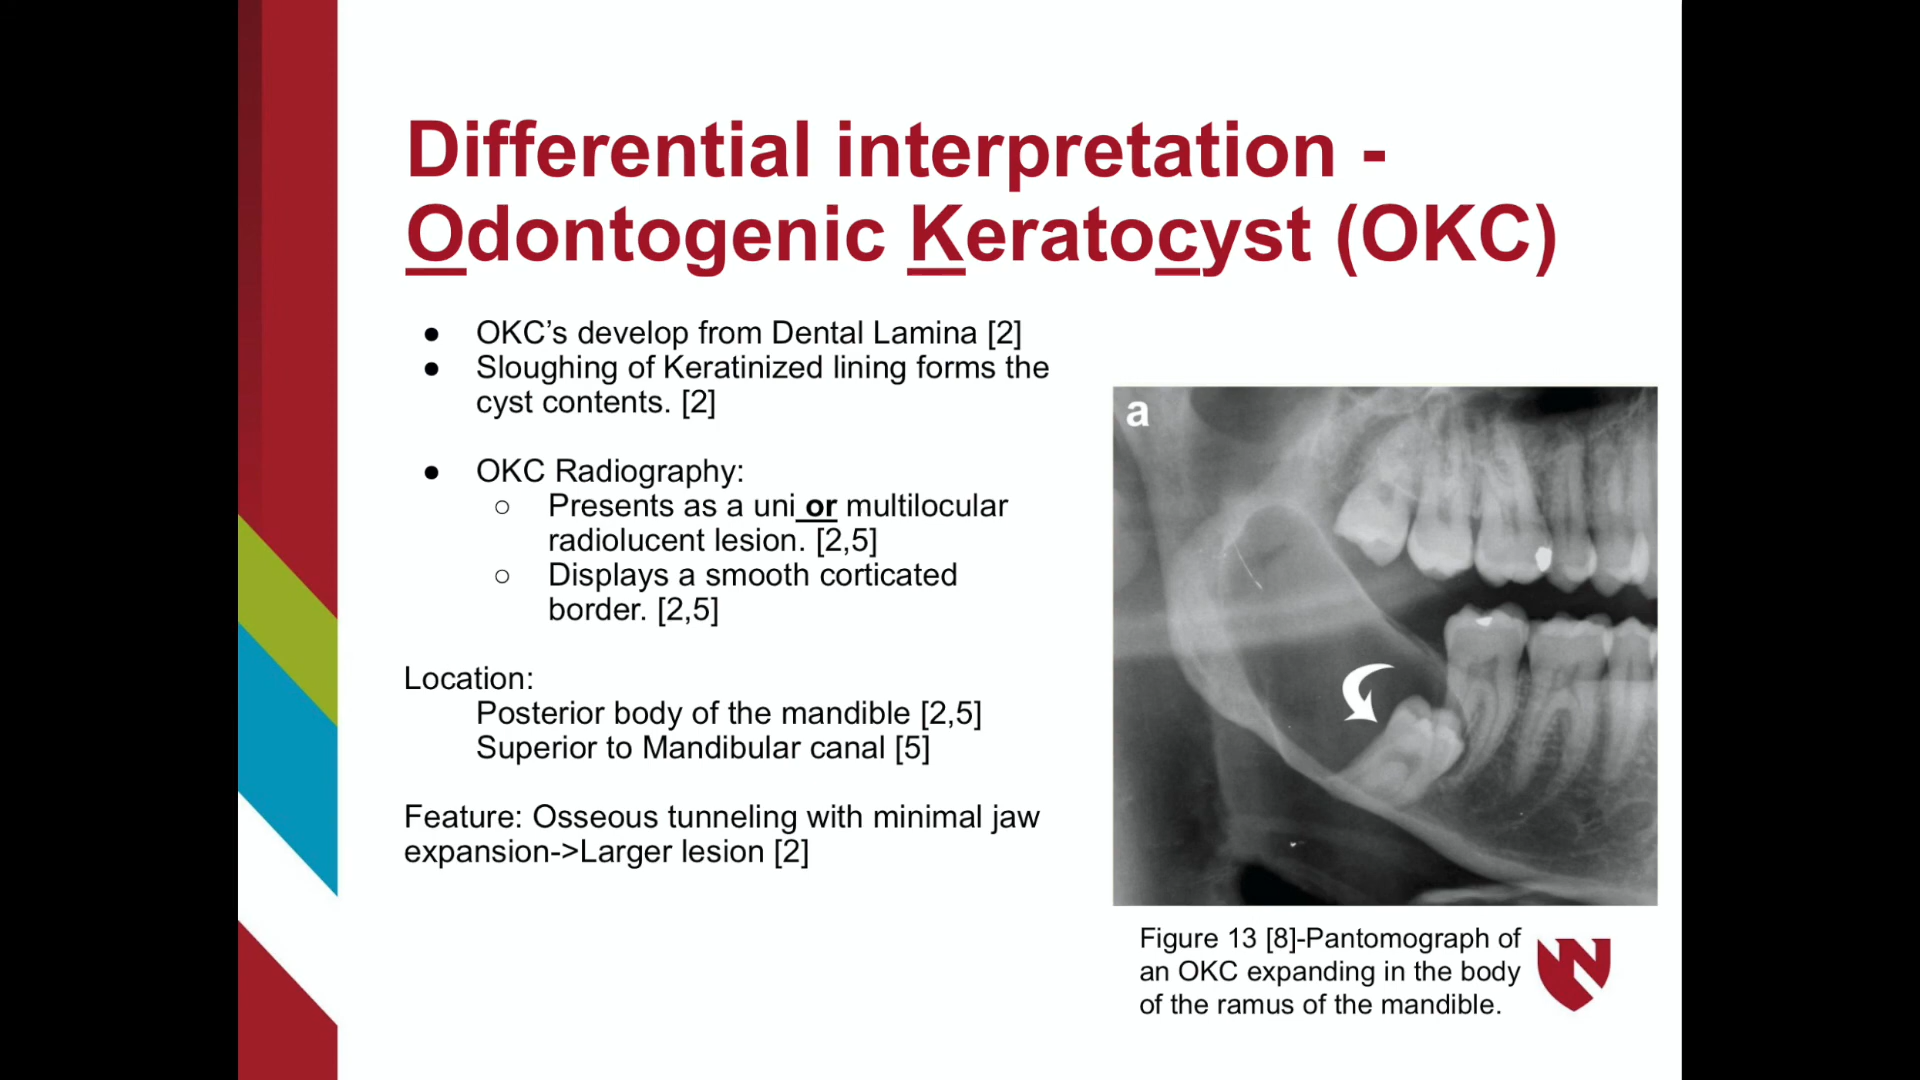 Differential interpretation -
Odontogenic Keratocyst (OKC)
● OKC’s develop from Dental Lamina [2]
● Sloughing of Keratinized lining forms the
cyst contents. [2]
● OKC Radiography:
○ Presents as a uni or multilocular
radiolucent lesion. [2,5]
○ Displays a smooth corticated
border. [2,5]
Location:
Posterior body of the mandible [2,5]
Superior to Mandibular canal [5]
Feature: Osseous tunneling with minimal jaw
expansion->Larger lesion [2]
a
Figure 13 [8]-Pantomograph of
an OKC expanding in the body
of the ramus of the mandible.
N